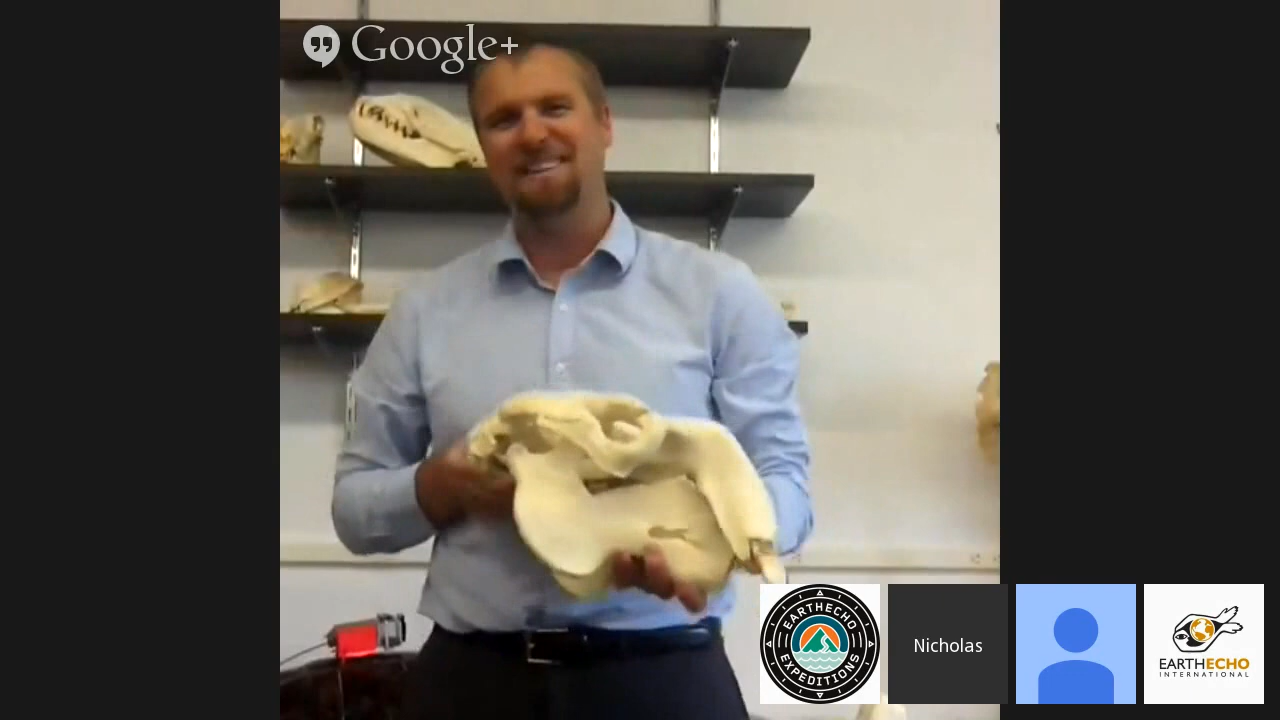 Google+
EARTHECHO
EXPEDITIONS
Nicholas
EARTHECHO
INTERNATIONAL